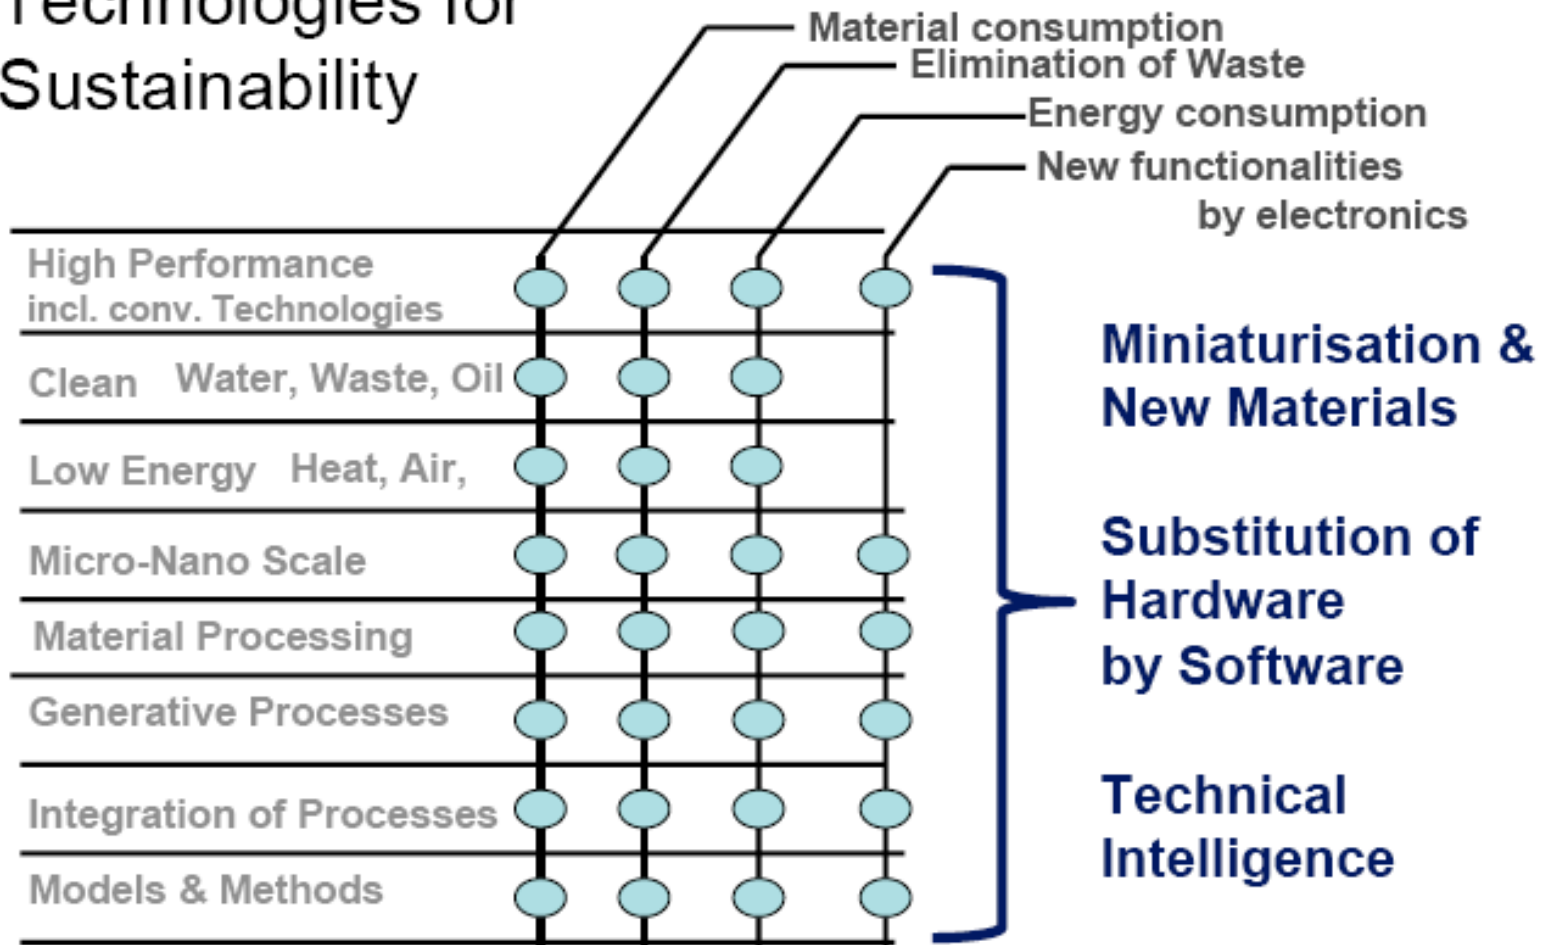 Technologies for
Sustainability
Material consumption
Elimination of Waste
Energy consumption
New functionalities
by electronics
High Performance
incl. conv. Technologies
Clean Water, Waste, Oil
Low Energy Heat, Air,
Micro-Nano Scale
Material Processing
Generative Processes
Integration of Processes
Models & Methods
Miniaturisation &
New Materials
Substitution of
Hardware
by Software
Technical
Intelligence